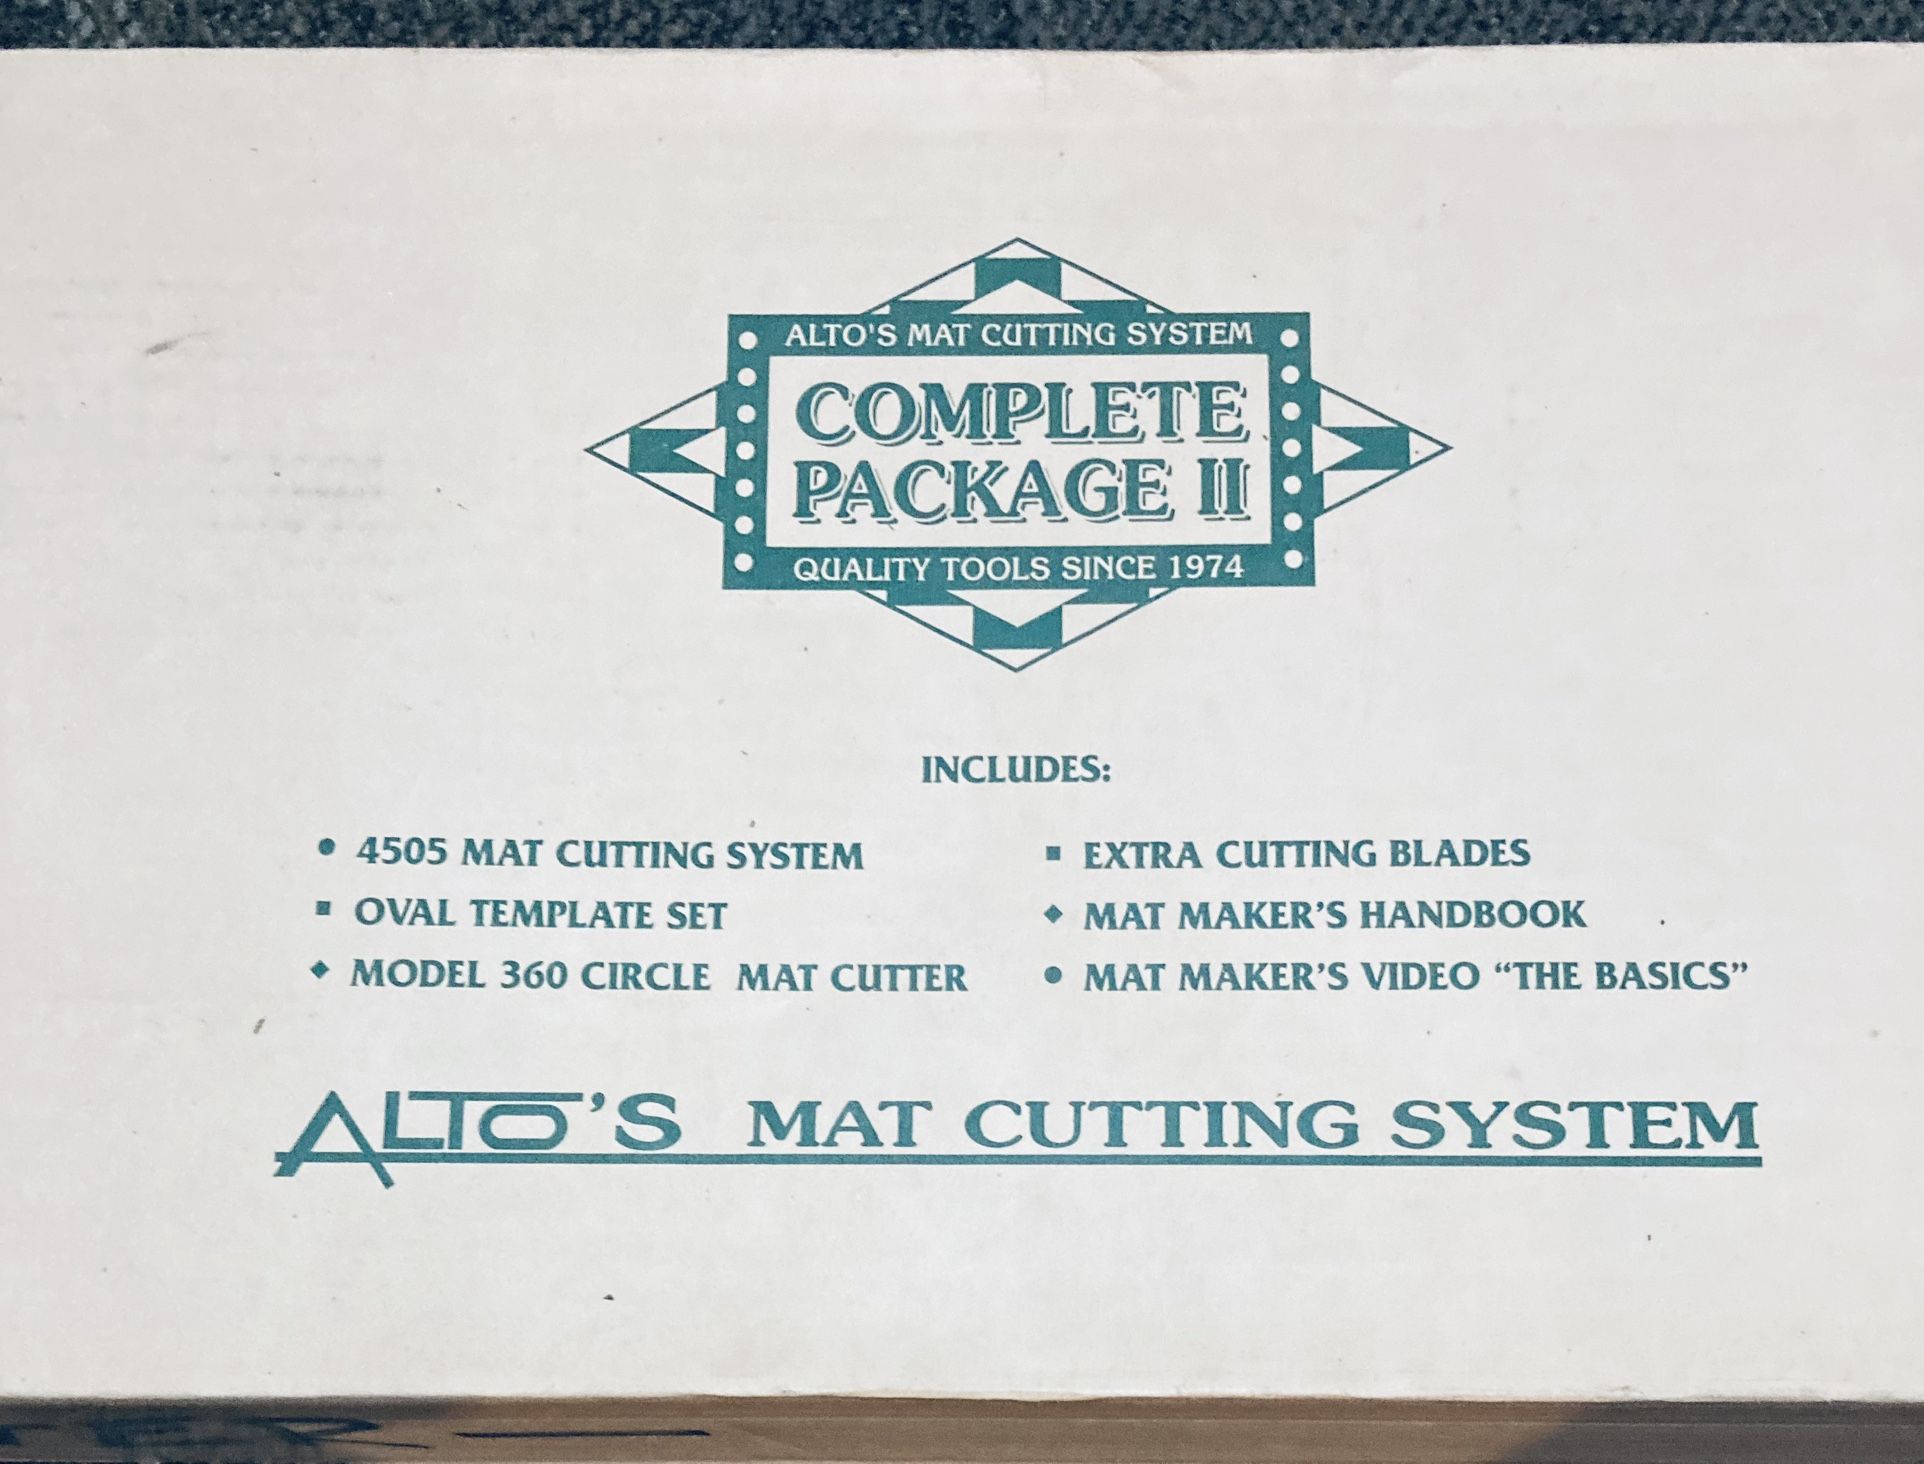 ALTO'S MAT CUTTING SYSTEM
COMPLETE
PACKAGE II
QUALITY TOOLS SINCE 1974
INCLUDES:
• 4505 MAT CUTTING SYSTEM
▪ OVAL TEMPLATE SET
◆ MODEL 360 CIRCLE MAT CUTTER
▪ EXTRA CUTTING BLADES
◆ MAT MAKER'S HANDBOOK
• MAT MAKER'S VIDEO “THE BASICS”
ALTO'S MAT CUTTING SYSTEM